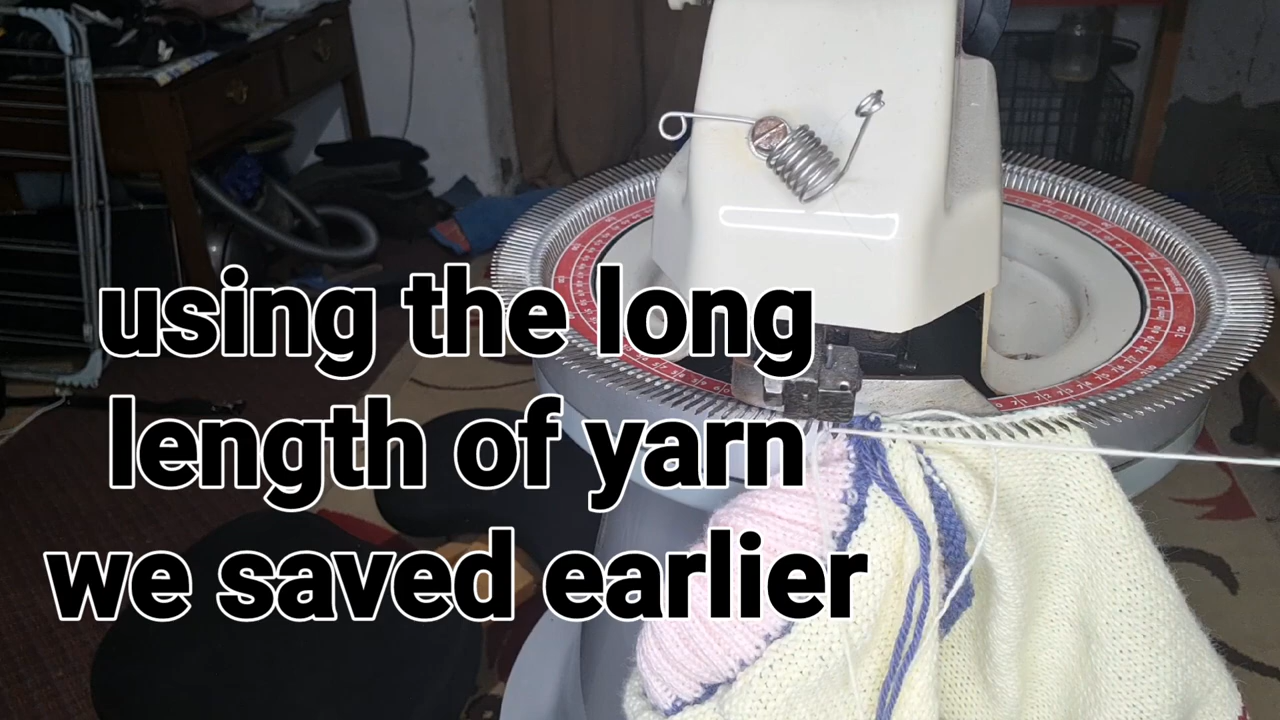 using the long
length of yarn
we saved earlier